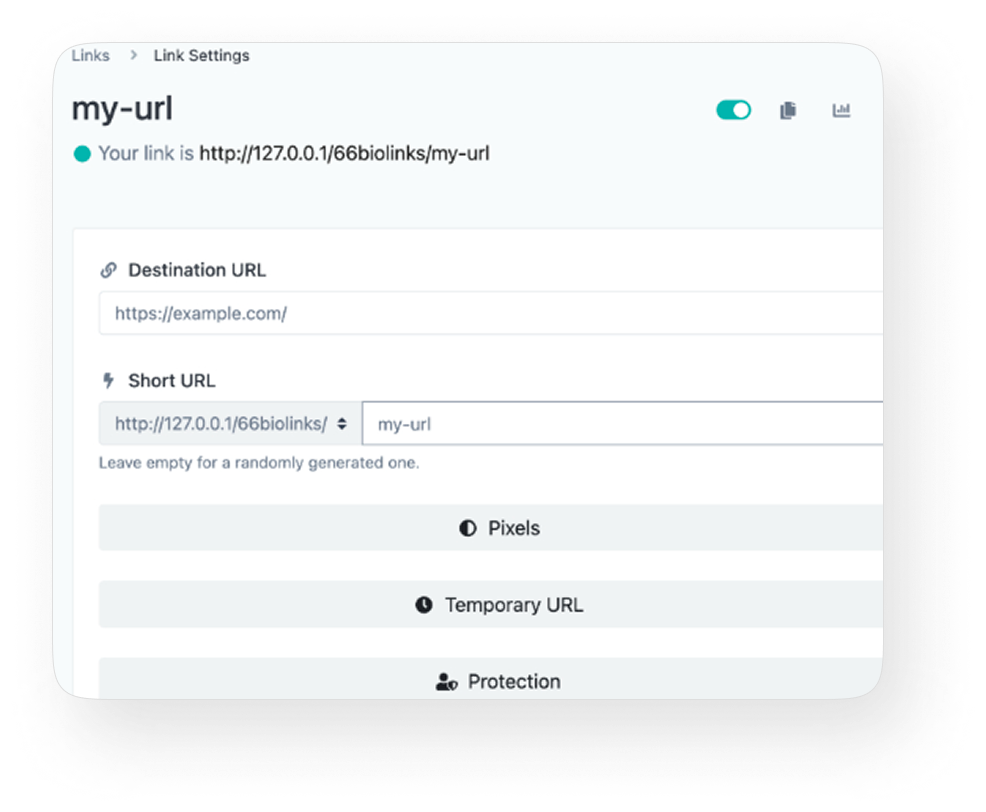 Links > Link Settings
my-url
Your link is http://127.0.0.1/66biolinks/my-url
Destination URL
https://example.com/
Short URL
http://127.0.0.1/66biolinks/ my-url
Leave empty for a randomly generated one.
Pixels
Temporary URL
Protection